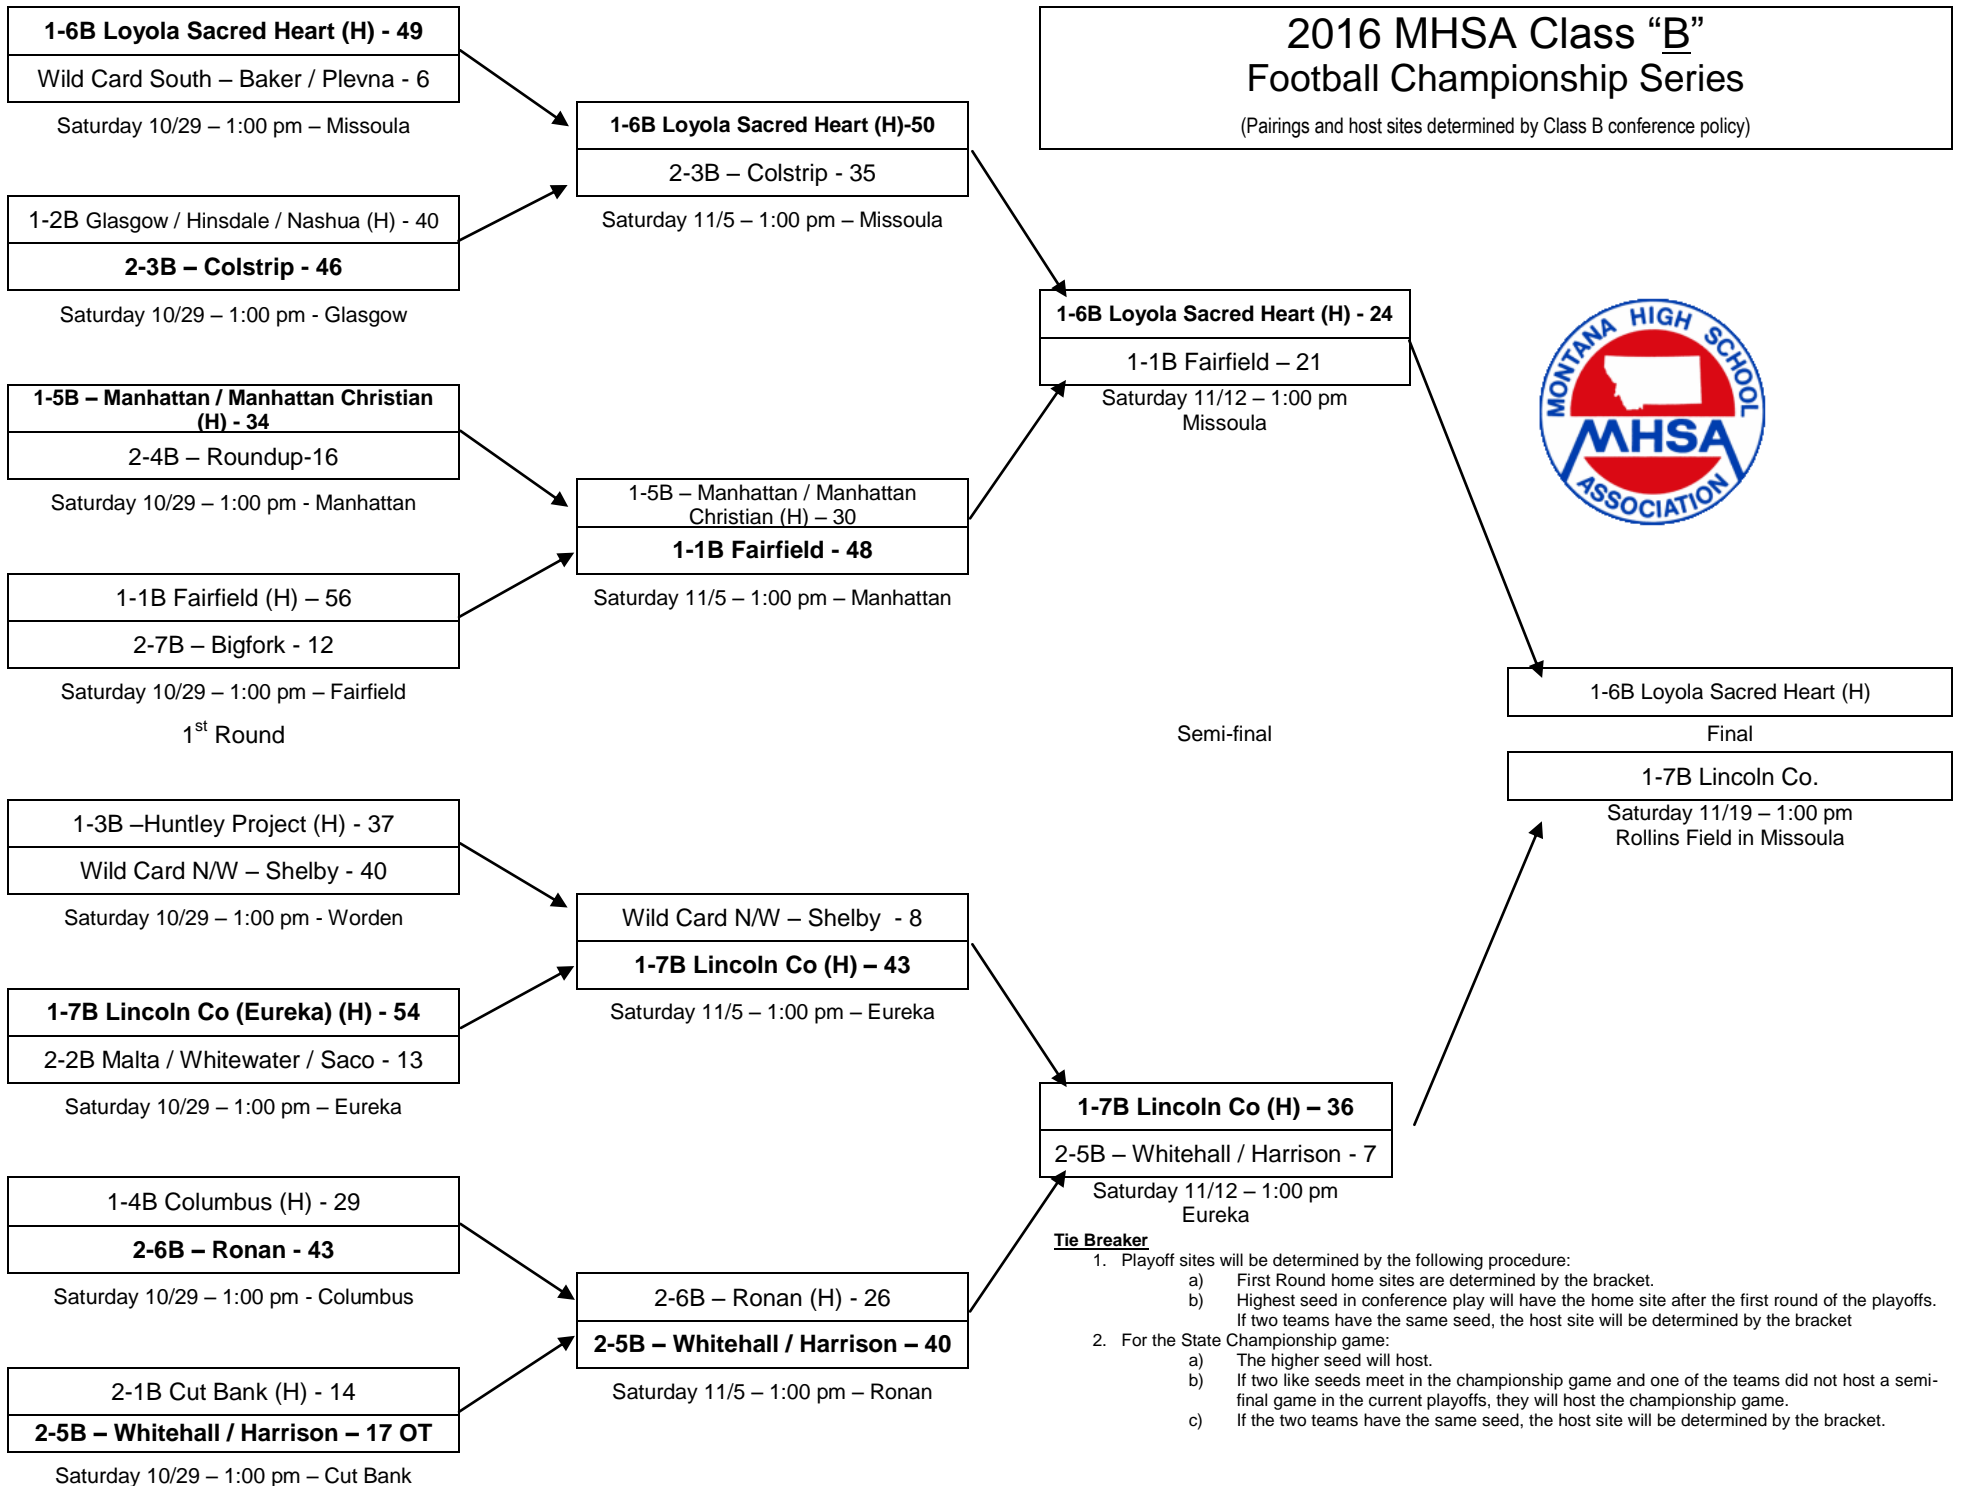 2016 MHSA Class “B”
Football Championship Series
(Pairings and host sites determined by Class B conference policy)
1-6B Loyola Sacred Heart (H) - 49
Wild Card South – Baker / Plevna - 6
Saturday 10/29 – 1:00 pm – Missoula
1-2B Glasgow / Hinsdale / Nashua (H) - 40
2-3B – Colstrip - 46
Saturday 10/29 – 1:00 pm - Glasgow
1-5B – Manhattan / Manhattan Christian
(H) - 34
2-4B – Roundup-16
Saturday 10/29 – 1:00 pm - Manhattan
1-1B Fairfield (H) – 56
2-7B – Bigfork - 12
Saturday 10/29 – 1:00 pm – Fairfield
1st Round
1-3B –Huntley Project (H) - 37
Wild Card N/W – Shelby - 40
Saturday 10/29 – 1:00 pm - Worden
1-7B Lincoln Co (Eureka) (H) - 54
2-2B Malta / Whitewater / Saco - 13
Saturday 10/29 – 1:00 pm – Eureka
1-4B Columbus (H) - 29
2-6B – Ronan - 43
Saturday 10/29 – 1:00 pm - Columbus
2-1B Cut Bank (H) - 14
2-5B – Whitehall / Harrison – 17 OT
Saturday 10/29 – 1:00 pm – Cut Bank
1-6B Loyola Sacred Heart (H)-50
2-3B – Colstrip - 35
Saturday 11/5 – 1:00 pm – Missoula
1-5B – Manhattan / Manhattan
Christian (H) – 30
1-1B Fairfield - 48
Saturday 11/5 – 1:00 pm – Manhattan
Wild Card N/W – Shelby - 8
1-7B Lincoln Co (H) – 43
Saturday 11/5 – 1:00 pm – Eureka
2-6B – Ronan (H) - 26
2-5B – Whitehall / Harrison – 40
Saturday 11/5 – 1:00 pm – Ronan
1-6B Loyola Sacred Heart (H) - 24
1-1B Fairfield – 21
Saturday 11/12 – 1:00 pm
Missoula
Semi-final
1-7B Lincoln Co (H) – 36
2-5B – Whitehall / Harrison - 7
Saturday 11/12 – 1:00 pm
Eureka
MONTANA HIGH SCHOOL
MHSA
ASSOCIATION
1-6B Loyola Sacred Heart (H)
Final
1-7B Lincoln Co.
Saturday 11/19 – 1:00 pm
Rollins Field in Missoula
Tie Breaker
1. Playoff sites will be determined by the following procedure:
a) First Round home sites are determined by the bracket.
b) Highest seed in conference play will have the home site after the first round of the playoffs.
If two teams have the same seed, the host site will be determined by the bracket
2. For the State Championship game:
a) The higher seed will host.
b) If two like seeds meet in the championship game and one of the teams did not host a semi-
final game in the current playoffs, they will host the championship game.
c) If the two teams have the same seed, the host site will be determined by the bracket.